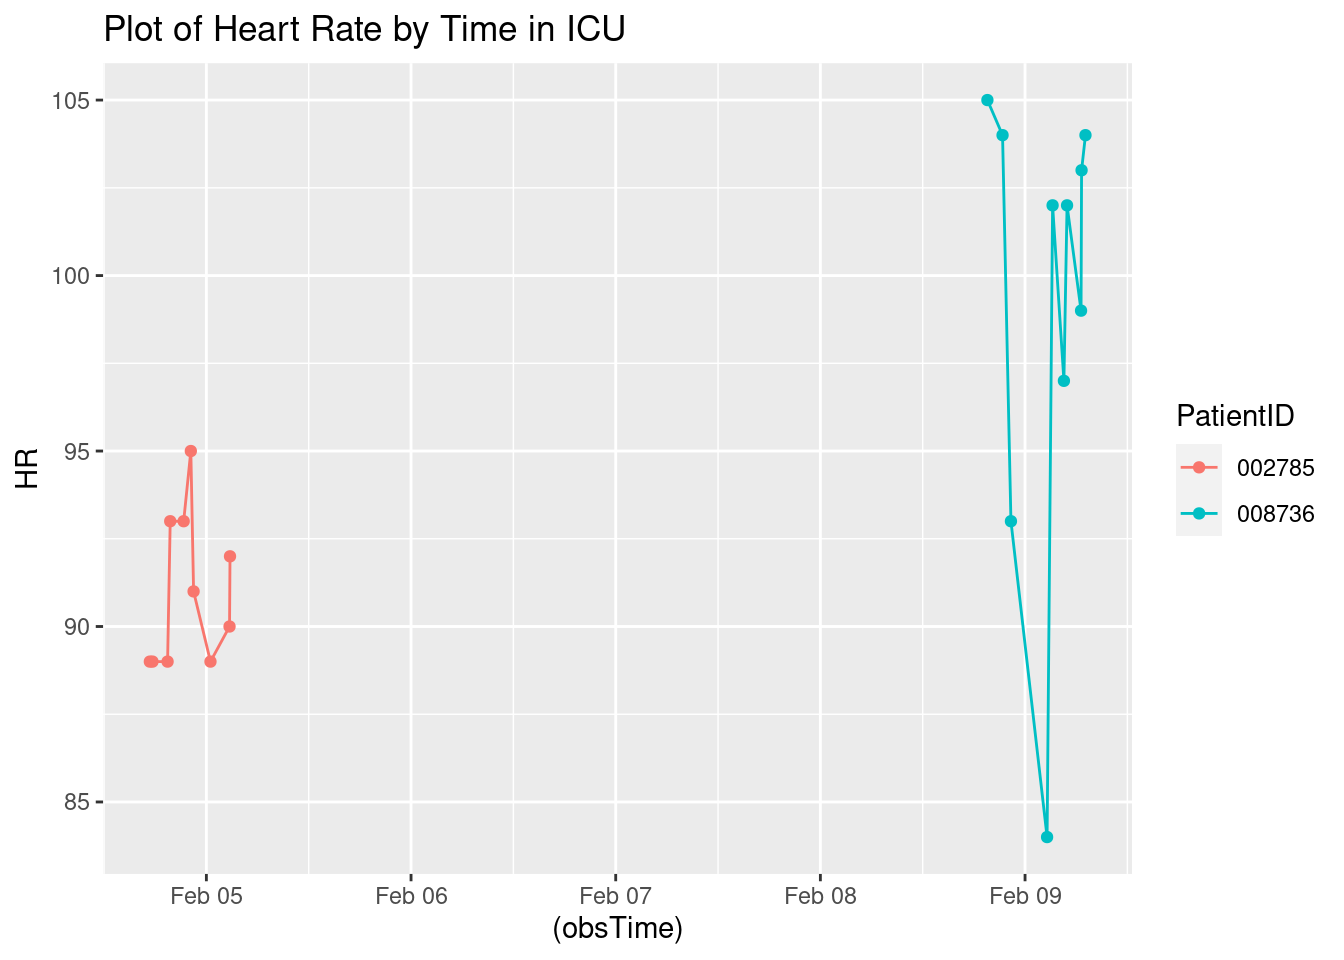 Plot of Heart Rate by Time in ICU
105
100
95
90
85
HR
Feb 05
Feb 06
Feb 07
Feb 08
Feb 09
(obsTime)
PatientID
002785
008736